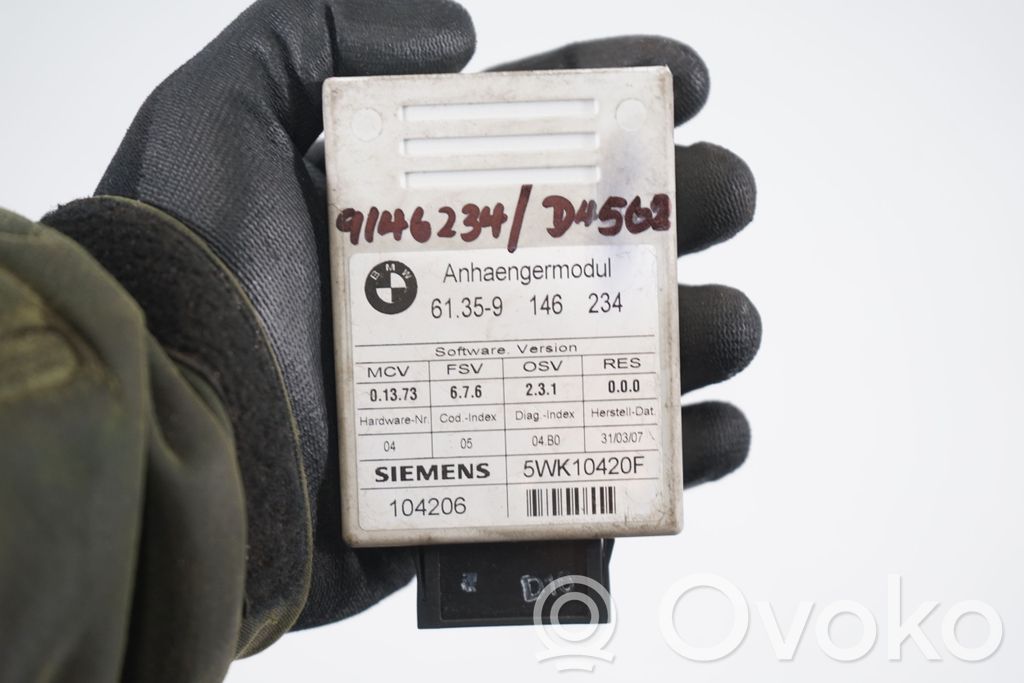 9146234/ D4502
BMW
Anhaengermodul
61.35-9 146 234
Software. Version
MCV FSV OSV RES
0.13.73 6.7.6 2.3.1 0.0.0
Hardware-Nr. Cod.-Index Diag.-Index Herstell-Dat.
04 05 04.B0 31/03/07
SIEMENS 5WK10420F
104206
D10
Ovoko